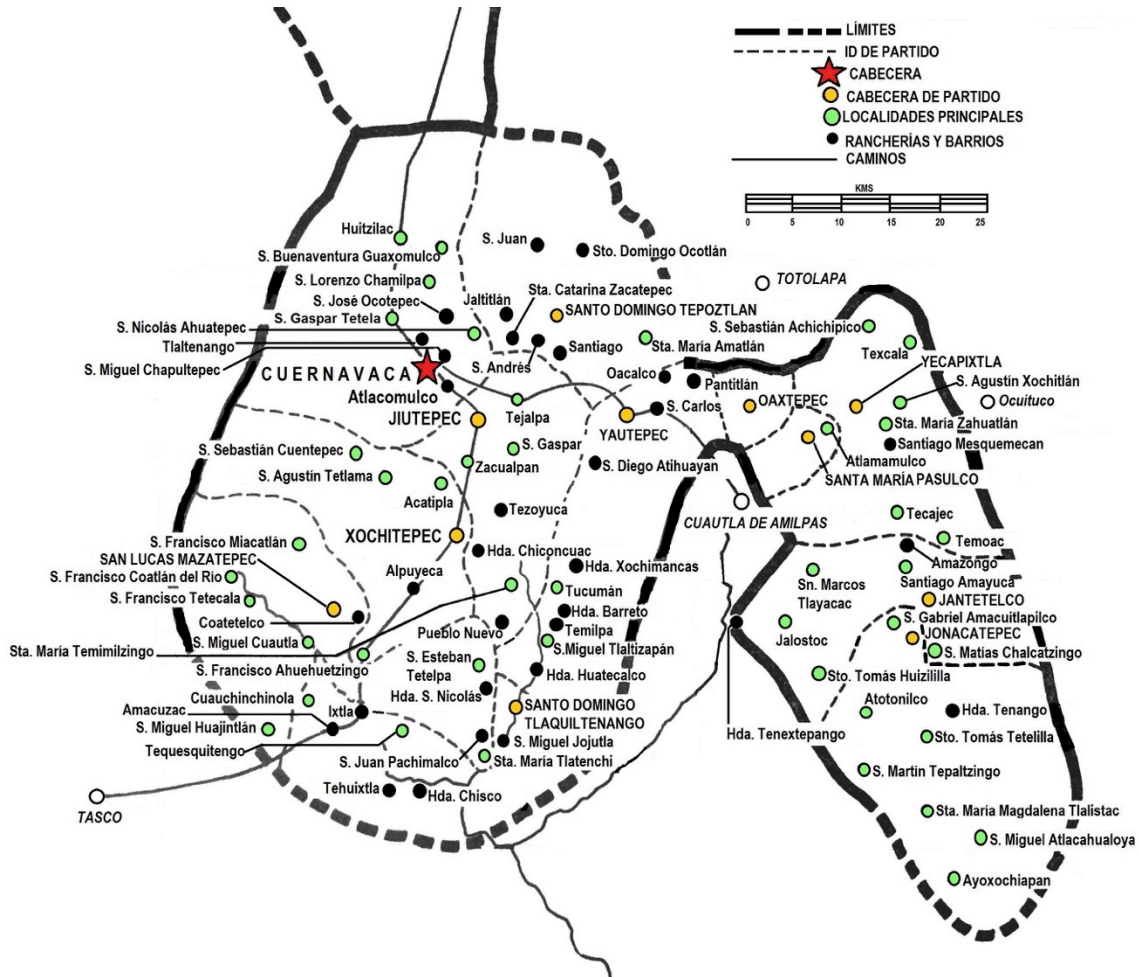 LÍMITES
ID DE PARTIDO
CABECERA
CABECERA DE PARTIDO
LOCALIDADES PRINCIPALES
RANCHERÍAS Y BARRIOS
CAMINOS
KMS
0 5 10 15 20 25
Huitzilac
S. Juan
Sto. Domingo Ocotlán
S. Buenaventura Guaxomulco
S. Lorenzo Chamilpa
TOTOLAPA
Sta. Catarina Zacatepec
S. José Ocotepec
Jaltitlán
SANTO DOMINGO TEPOZTLAN
S. Gaspar Tetela
S. Nicolás Ahuatepec
S. Sebastián Achichipico
Tlaltenango
S. Andrés
Santiago
Sta. María Amatlán
Texcala
S. Miguel Chapultepec
YECAPIXTLA
CUERNAVACA
Oacalco
Pantitlán
S. Agustín Xochitlán
Atlacomulco
OAXTEPEC
Ocuituco
JIUTEPEC
Tejalpa
S. Carlos
Sta. María Zahuatlán
YAUTEPEC
Santiago Mesquemecan
S. Sebastián Cuentepec
S. Gaspar
Atlamamulco
Zacualpan
S. Diego Atihuayan
S. Agustín Tetlama
SANTA MARÍA PASULCO
Acatipla
Tezoyuca
CUAUTLA DE AMILPAS
Tecajec
XOCHITEPEC
Temoac
S. Francisco Miacatlán
Hda. Chiconcuac
SAN LUCAS MAZATEPEC
Hda. Xochimancas
Amazongo
S. Francisco Coatlán del Río
Alpuyeca
Sn. Marcos
Tlayacac
Santiago Amayuca
Tucumán
S. Francisco Tetecala
JANTETELCO
Coatetelco
Hda. Barreto
S. Gabriel Amacuitlapilco
Pueblo Nuevo
Temilpa
Jalostoc
JONACATEPEC
S. Miguel Cuautla
S.Miguel Tlaltizapán
Sta. María Temimilzingo
S. Matías Chalcatzingo
S. Francisco Ahuehuetzingo
S. Esteban
Tetelpa
Hda. Huatecalco
Sto. Tomás Huizililla
Cuauchinchinola
Hda. S. Nicolás
Atotonilco
Amacuzac
Ixtla
SANTO DOMINGO
TLAQUILTENANGO
Hda. Tenango
S. Miguel Huajintlán
Hda. Tenextepango
Tequesquitengo
S. Miguel Jojutla
Sto. Tomás Tetelilla
S. Juan Pachimalco
Sta. María Tlatenchi
S. Martín Tepaltzingo
Tehuixtla
Hda. Chisco
TASCO
Sta. María Magdalena Tlalistac
S. Miguel Atlacahualoya
Ayoxochiapan